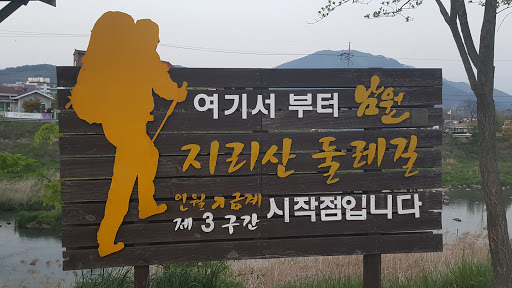 여기서 부터 남원
지리산 둘레길
인월 ↗ 금계
제 3 구간 시작점입니다